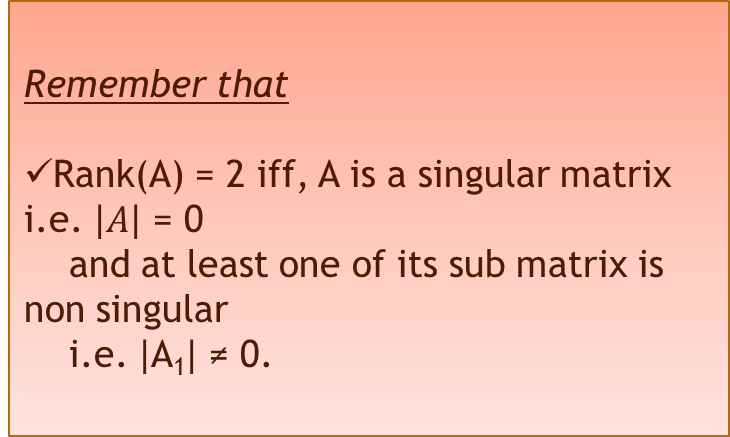 Remember that
✓Rank(A) = 2 iff, A is a singular matrix
i.e. |A| = 0
and at least one of its sub matrix is
non singular
i.e. |A₁| ≠ 0.